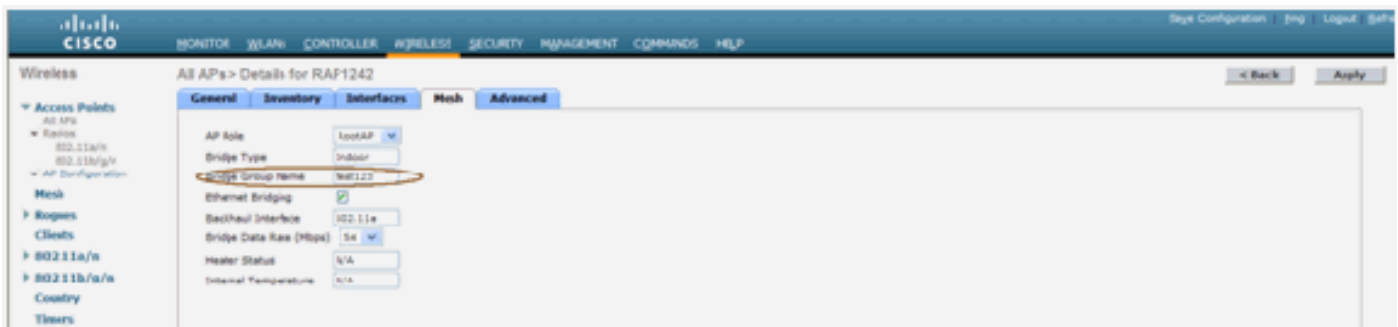 Save Configuration | Ping | Logout | Refr
CISCO
MONITOR WLANs CONTROLLER WIRELESS SECURITY MANAGEMENT COMMANDS HELP
Wireless
All APs > Details for RAP1242
< Back
Apply
General Inventory Interfaces Mesh Advanced
Access Points
All APs
Radios
802.11a/n
802.11b/g/n
AP Configuration
Mesh
Rogues
Clients
802.11a/n
802.11b/g/n
Country
Timers
AP Role RootAP
Bridge Type Indoor
Bridge Group Name test123
Ethernet Bridging
Backhaul Interface 802.11a
Bridge Data Rate (Mbps) 54
Heater Status N/A
Internal Temperature N/A